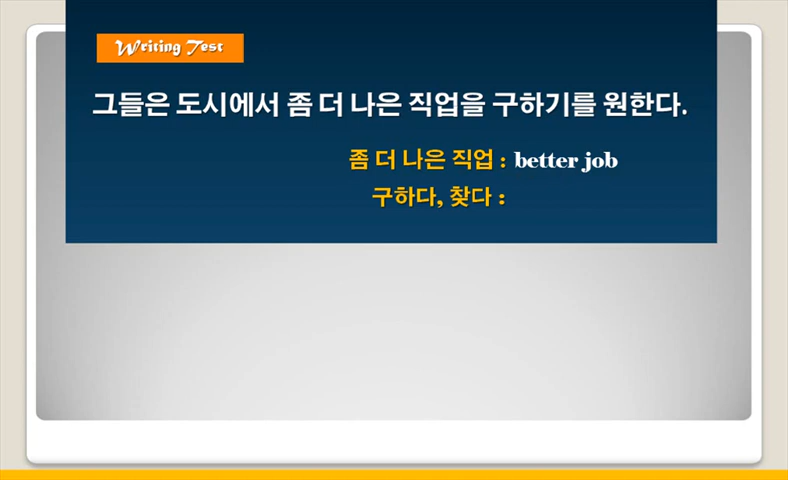 Writing Test
그들은 도시에서 좀 더 나은 직업을 구하기를 원한다.
좀 더 나은 직업 : better job
구하다, 찾다 :